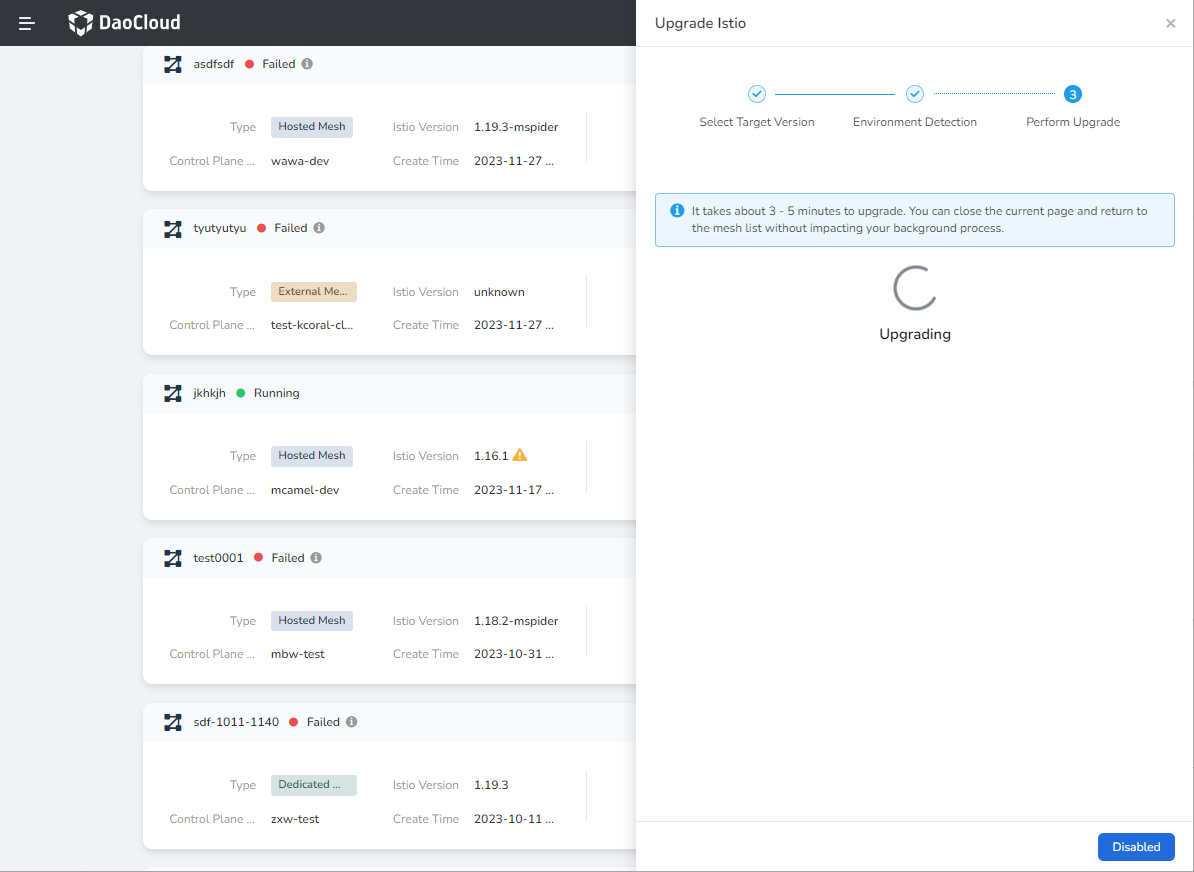 DaoCloud
asdfsdf Failed
Type Hosted Mesh Istio Version 1.19.3-mspider
Control Plane ... wawa-dev Create Time 2023-11-27 ...
tyutyutyu Failed
Type External Me... Istio Version unknown
Control Plane ... test-kcoral-cl... Create Time 2023-11-27 ...
jkhkjh Running
Type Hosted Mesh Istio Version 1.16.1
Control Plane ... mcamel-dev Create Time 2023-11-17 ...
test0001 Failed
Type Hosted Mesh Istio Version 1.18.2-mspider
Control Plane ... mbw-test Create Time 2023-10-31 ...
sdf-1011-1140 Failed
Type Dedicated ... Istio Version 1.19.3
Control Plane ... zxw-test Create Time 2023-10-11 ...
Upgrade Istio
3
Select Target Version Environment Detection Perform Upgrade
It takes about 3 - 5 minutes to upgrade. You can close the current page and return to
the mesh list without impacting your background process.
Upgrading
Disabled